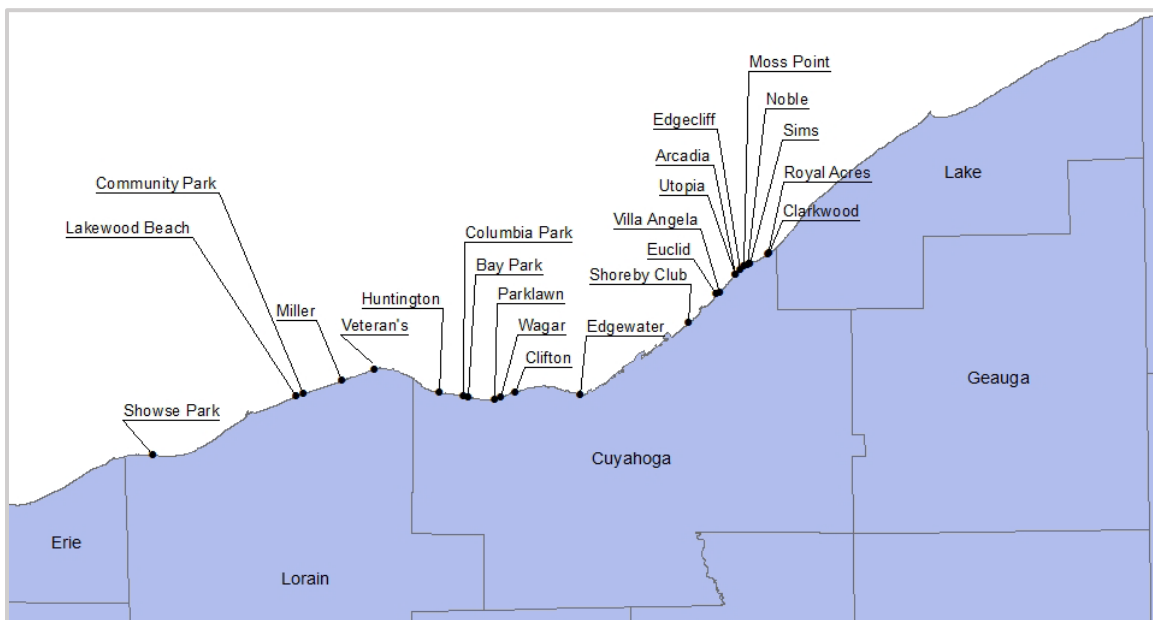 Moss Point
Noble
Edgecliff
Sims
Arcadia
Royal Acres
Lake
Utopia
Community Park
Clarkwood
Villa Angela
Lakewood Beach
Columbia Park
Euclid
Bay Park
Shoreby Club
Huntington
Parklawn
Miller
Veteran's
Wagar
Edgewater
Clifton
Geauga
Showse Park
Cuyahoga
Erie
Lorain